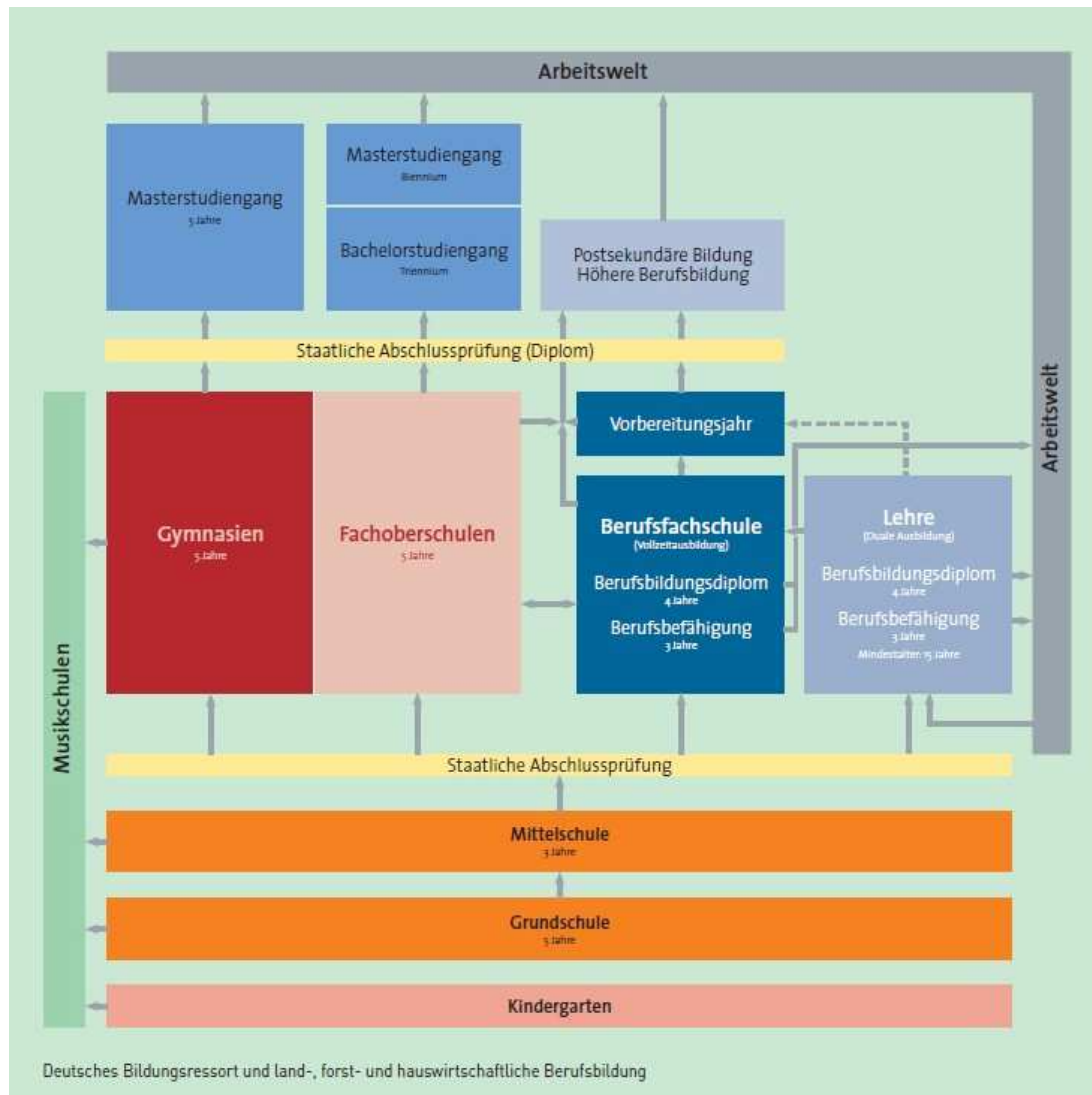 Arbeitswelt
Masterstudiengang
5 Jahre
Masterstudiengang
Biennium
Bachelorstudiengang
Triennium
Postsekundäre Bildung
Höhere Berufsbildung
Staatliche Abschlussprüfung (Diplom)
Arbeitswelt
Musikschulen
Gymnasien
5 Jahre
Fachoberschulen
5 Jahre
Vorbereitungsjahr
Berufsfachschule
(Vollzeitausbildung)
Berufsbildungsdiplom
4 Jahre
Berufsbefähigung
3 Jahre
Lehre
(Duale Ausbildung)
Berufsbildungsdiplom
4 Jahre
Berufsbefähigung
3 Jahre
Mindestalter: 15 Jahre
Staatliche Abschlussprüfung
Mittelschule
3 Jahre
Grundschule
5 Jahre
Kindergarten
Deutsches Bildungsressort und land-, forst- und hauswirtschaftliche Berufsbildung